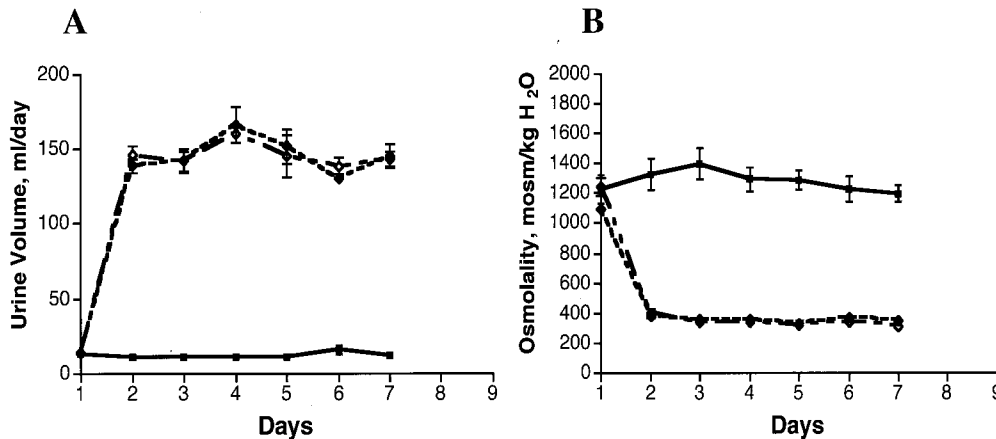 A
Urine Volume, ml/day
200
150
100
50
0
1 2 3 4 5 6 7 8 9
Days
B
Osmolality, mosm/kg H2O
2000
1800
1600
1400
1200
1000
800
600
400
200
0
1 2 3 4 5 6 7 8 9
Days